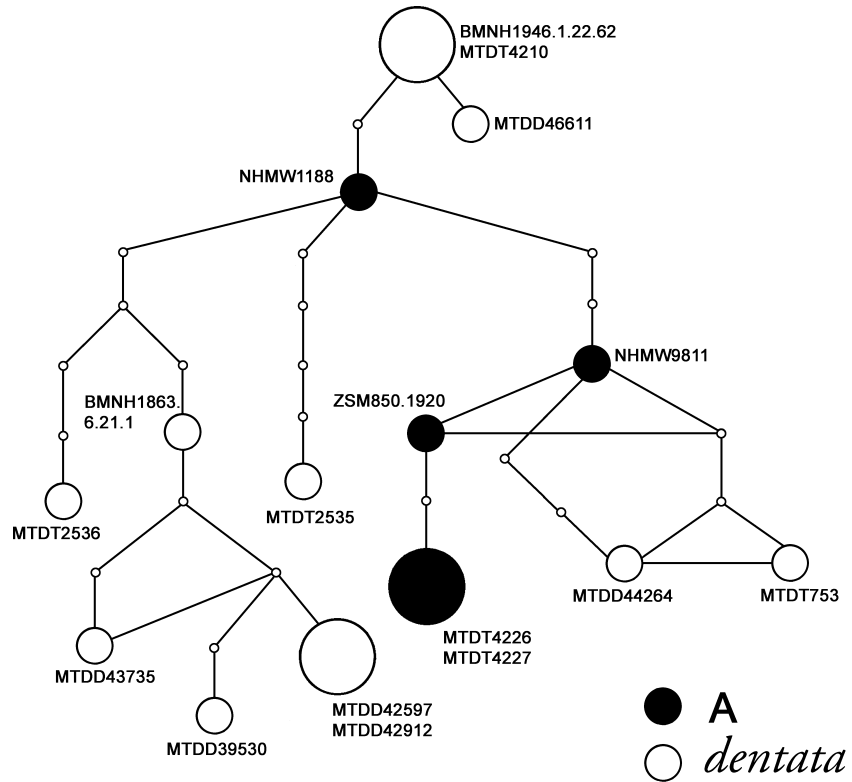 BMNH1946.1.22.62
MTDT4210
MTDD46611
NHMW1188
NHMW9811
BMNH1863.
6.21.1
ZSM850.1920
MTDT2536
MTDT2535
MTDD44264
MTDT753
MTDT4226
MTDT4227
MTDD43735
MTDD42597
MTDD42912
MTDD39530
A
dentata